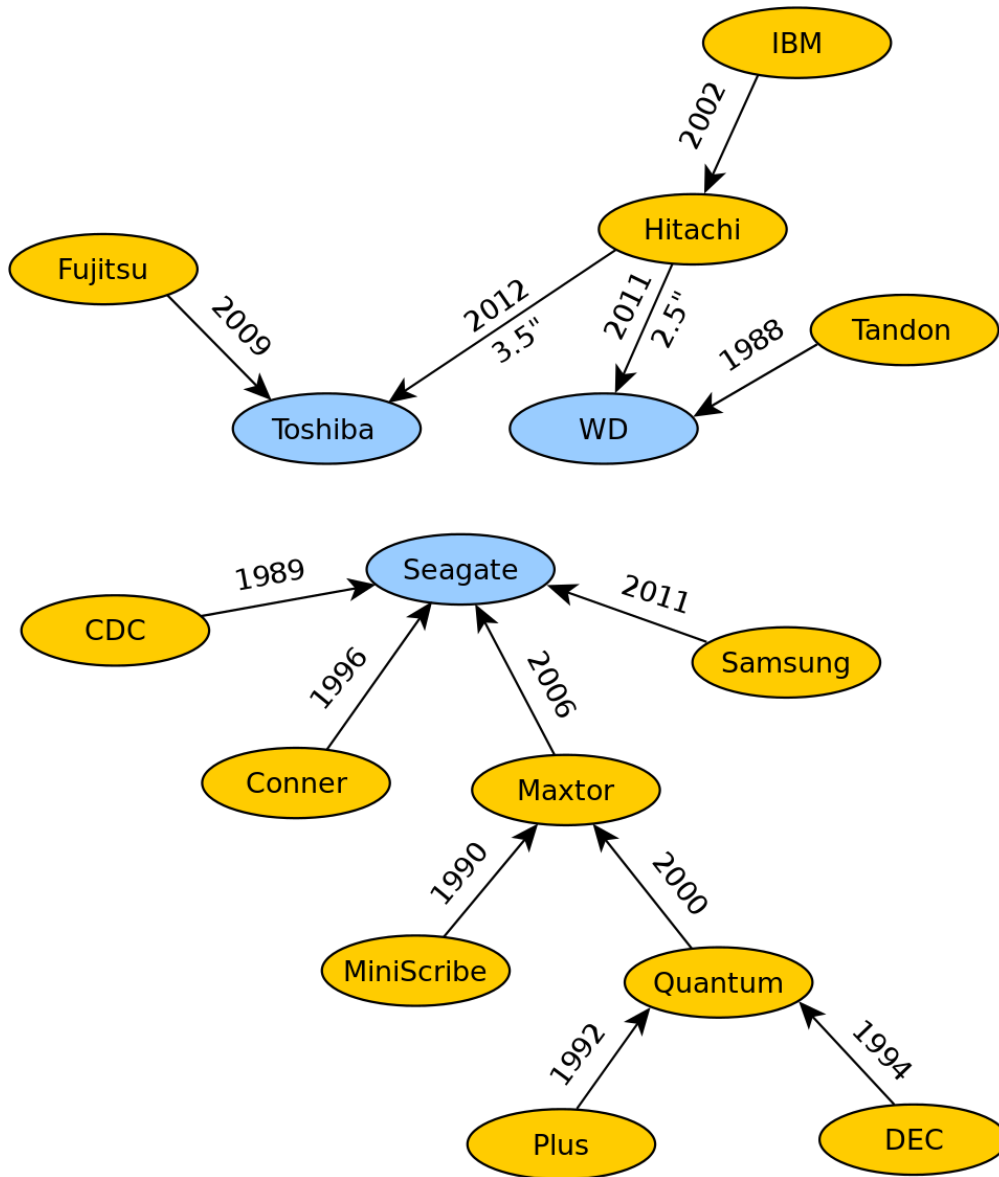 IBM
2002
Hitachi
Fujitsu
2009
2012
3.5"
2011
2.5"
1988
Tandon
Toshiba
WD
Seagate
1989
CDC
2011
Samsung
1996
2006
Conner
Maxtor
1990
2000
MiniScribe
Quantum
1992
1994
Plus
DEC